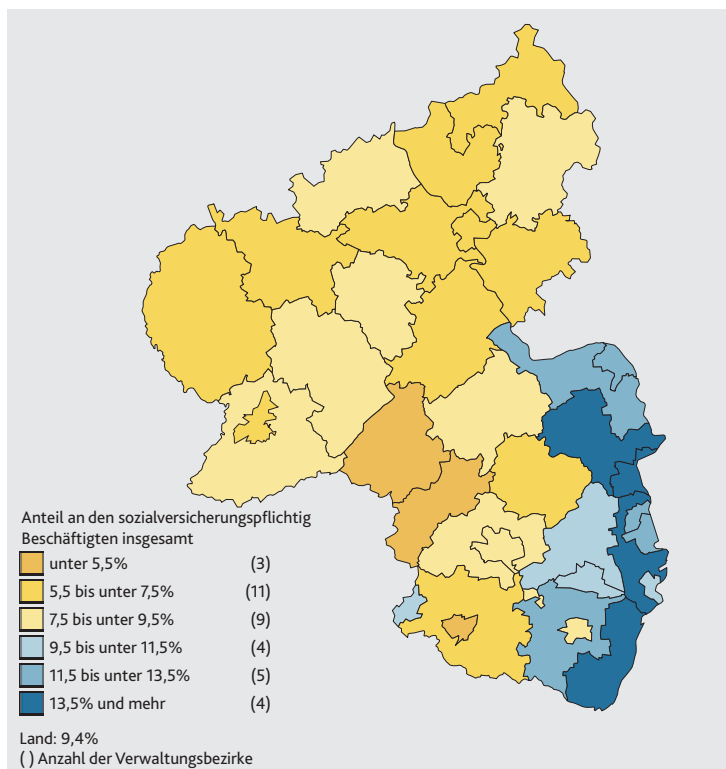 Anteil an den sozialversicherungspflichtig
Beschäftigten insgesamt
unter 5,5% (3)
5,5 bis unter 7,5% (11)
7,5 bis unter 9,5% (9)
9,5 bis unter 11,5% (4)
11,5 bis unter 13,5% (5)
13,5% und mehr (4)
Land: 9,4%
( ) Anzahl der Verwaltungsbezirke